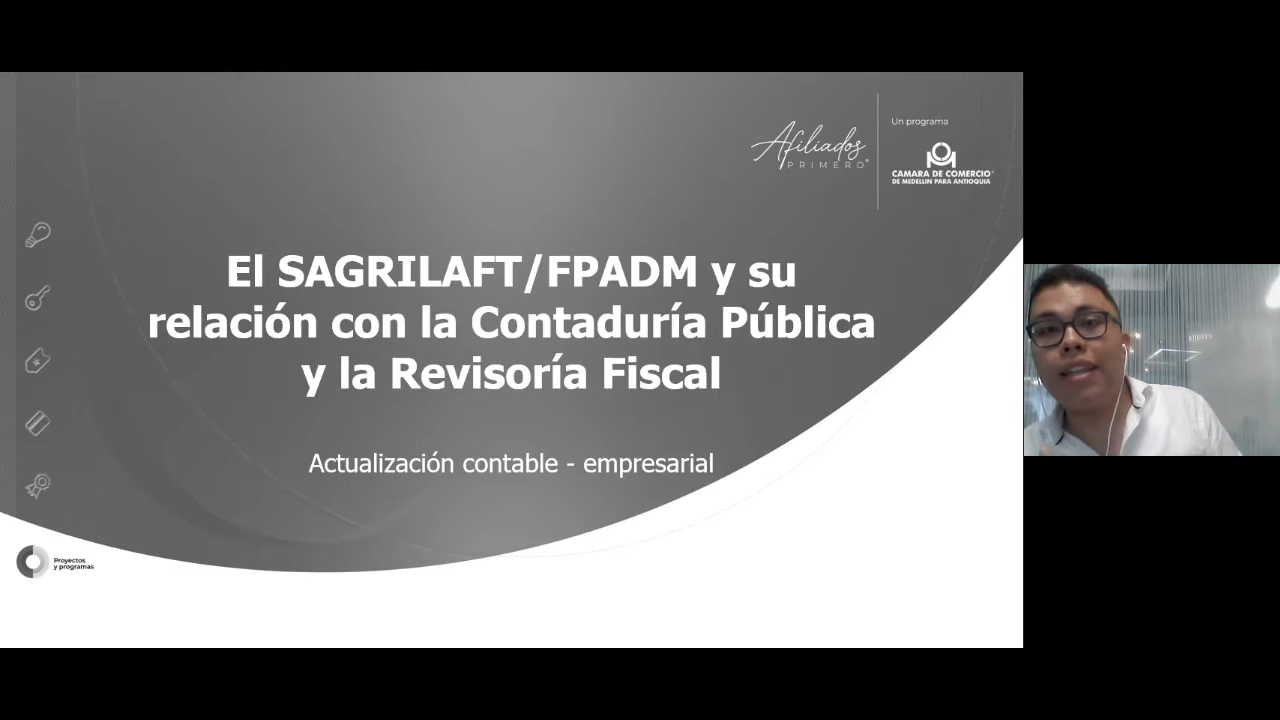 Afiliados
PRIMERO
Un programa
CAMARA DE COMERCIO
DE MEDELLIN PARA ANTIOQUIA
El SAGRILAFT/FPADM y su
relación con la Contaduría Pública
y la Revisoría Fiscal
Actualización contable - empresarial
Proyectos
y programas